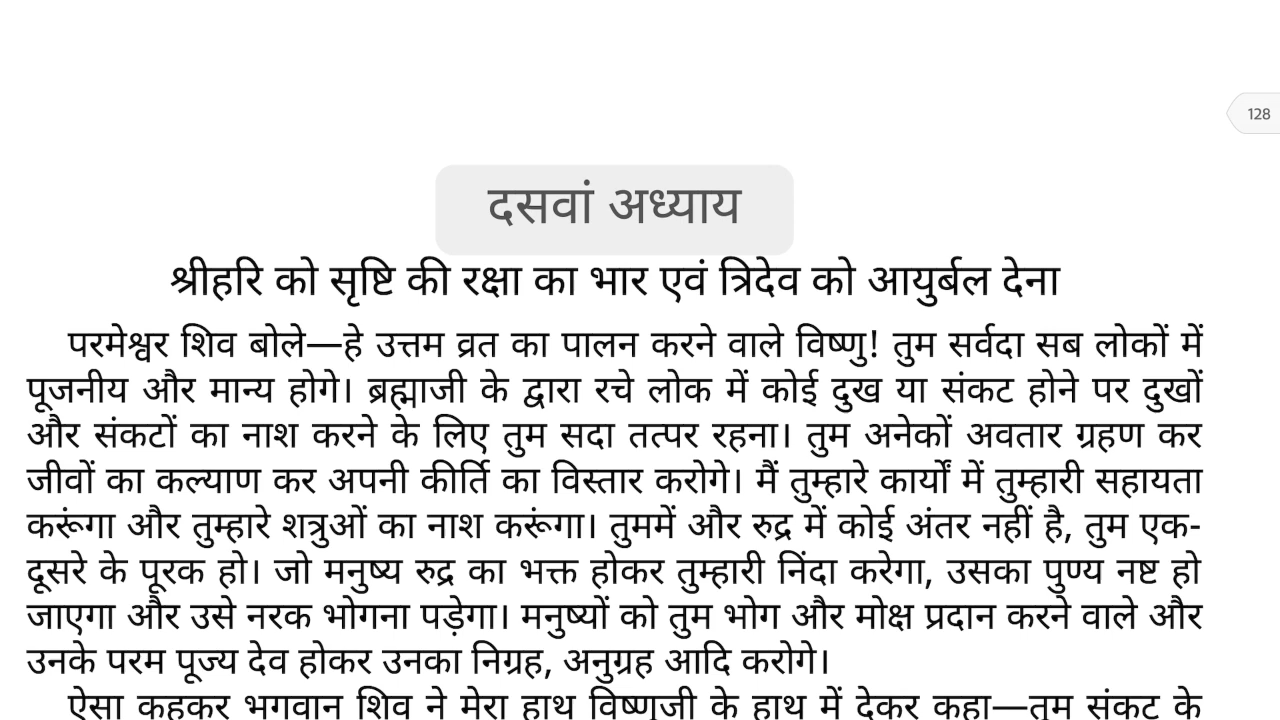 128
दसवां अध्याय
श्रीहरि को सृष्टि की रक्षा का भार एवं त्रिदेव को आयुर्बल देना
परमेश्वर शिव बोले—हे उत्तम व्रत का पालन करने वाले विष्णु! तुम सर्वदा सब लोकों में
पूजनीय और मान्य होगे। ब्रह्माजी के द्वारा रचे लोक में कोई दुख या संकट होने पर दुखों
और संकटों का नाश करने के लिए तुम सदा तत्पर रहना। तुम अनेकों अवतार ग्रहण कर
जीवों का कल्याण कर अपनी कीर्ति का विस्तार करोगे। मैं तुम्हारे कार्यों में तुम्हारी सहायता
करूंगा और तुम्हारे शत्रुओं का नाश करूंगा। तुममें और रुद्र में कोई अंतर नहीं है, तुम एक-
दूसरे के पूरक हो। जो मनुष्य रुद्र का भक्त होकर तुम्हारी निंदा करेगा, उसका पुण्य नष्ट हो
जाएगा और उसे नरक भोगना पड़ेगा। मनुष्यों को तुम भोग और मोक्ष प्रदान करने वाले और
उनके परम पूज्य देव होकर उनका निग्रह, अनुग्रह आदि करोगे।
ऐसा कहकर भगवान शिव ने मेरा हाथ विष्णुजी के हाथ में देकर कहा—तुम संकट के